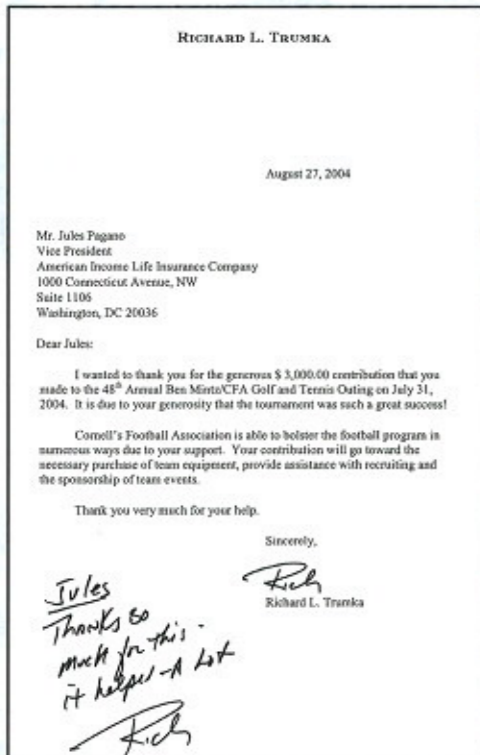 RICHARD L. TRUMKA
August 27, 2004
Mr. Jules Pagano
Vice President
American Income Life Insurance Company
1000 Connecticut Avenue, NW
Suite 1106
Washington, DC 20036
Dear Jules:
I wanted to thank you for the generous $ 3,000.00 contribution that you
made to the 48th Annual Ben Mintz/CFA Golf and Tennis Outing on July 31,
2004. It is due to your generosity that the tournament was such a great success!
Cornell's Football Association is able to bolster the football program in
numerous ways due to your support. Your contribution will go toward the
necessary purchase of team equipment, provide assistance with recruiting and
the sponsorship of team events.
Thank you very much for your help.
Sincerely,
Rich
Richard L. Trumka
Jules
Thanks so
much for this -
it helped - A Lot
Rich